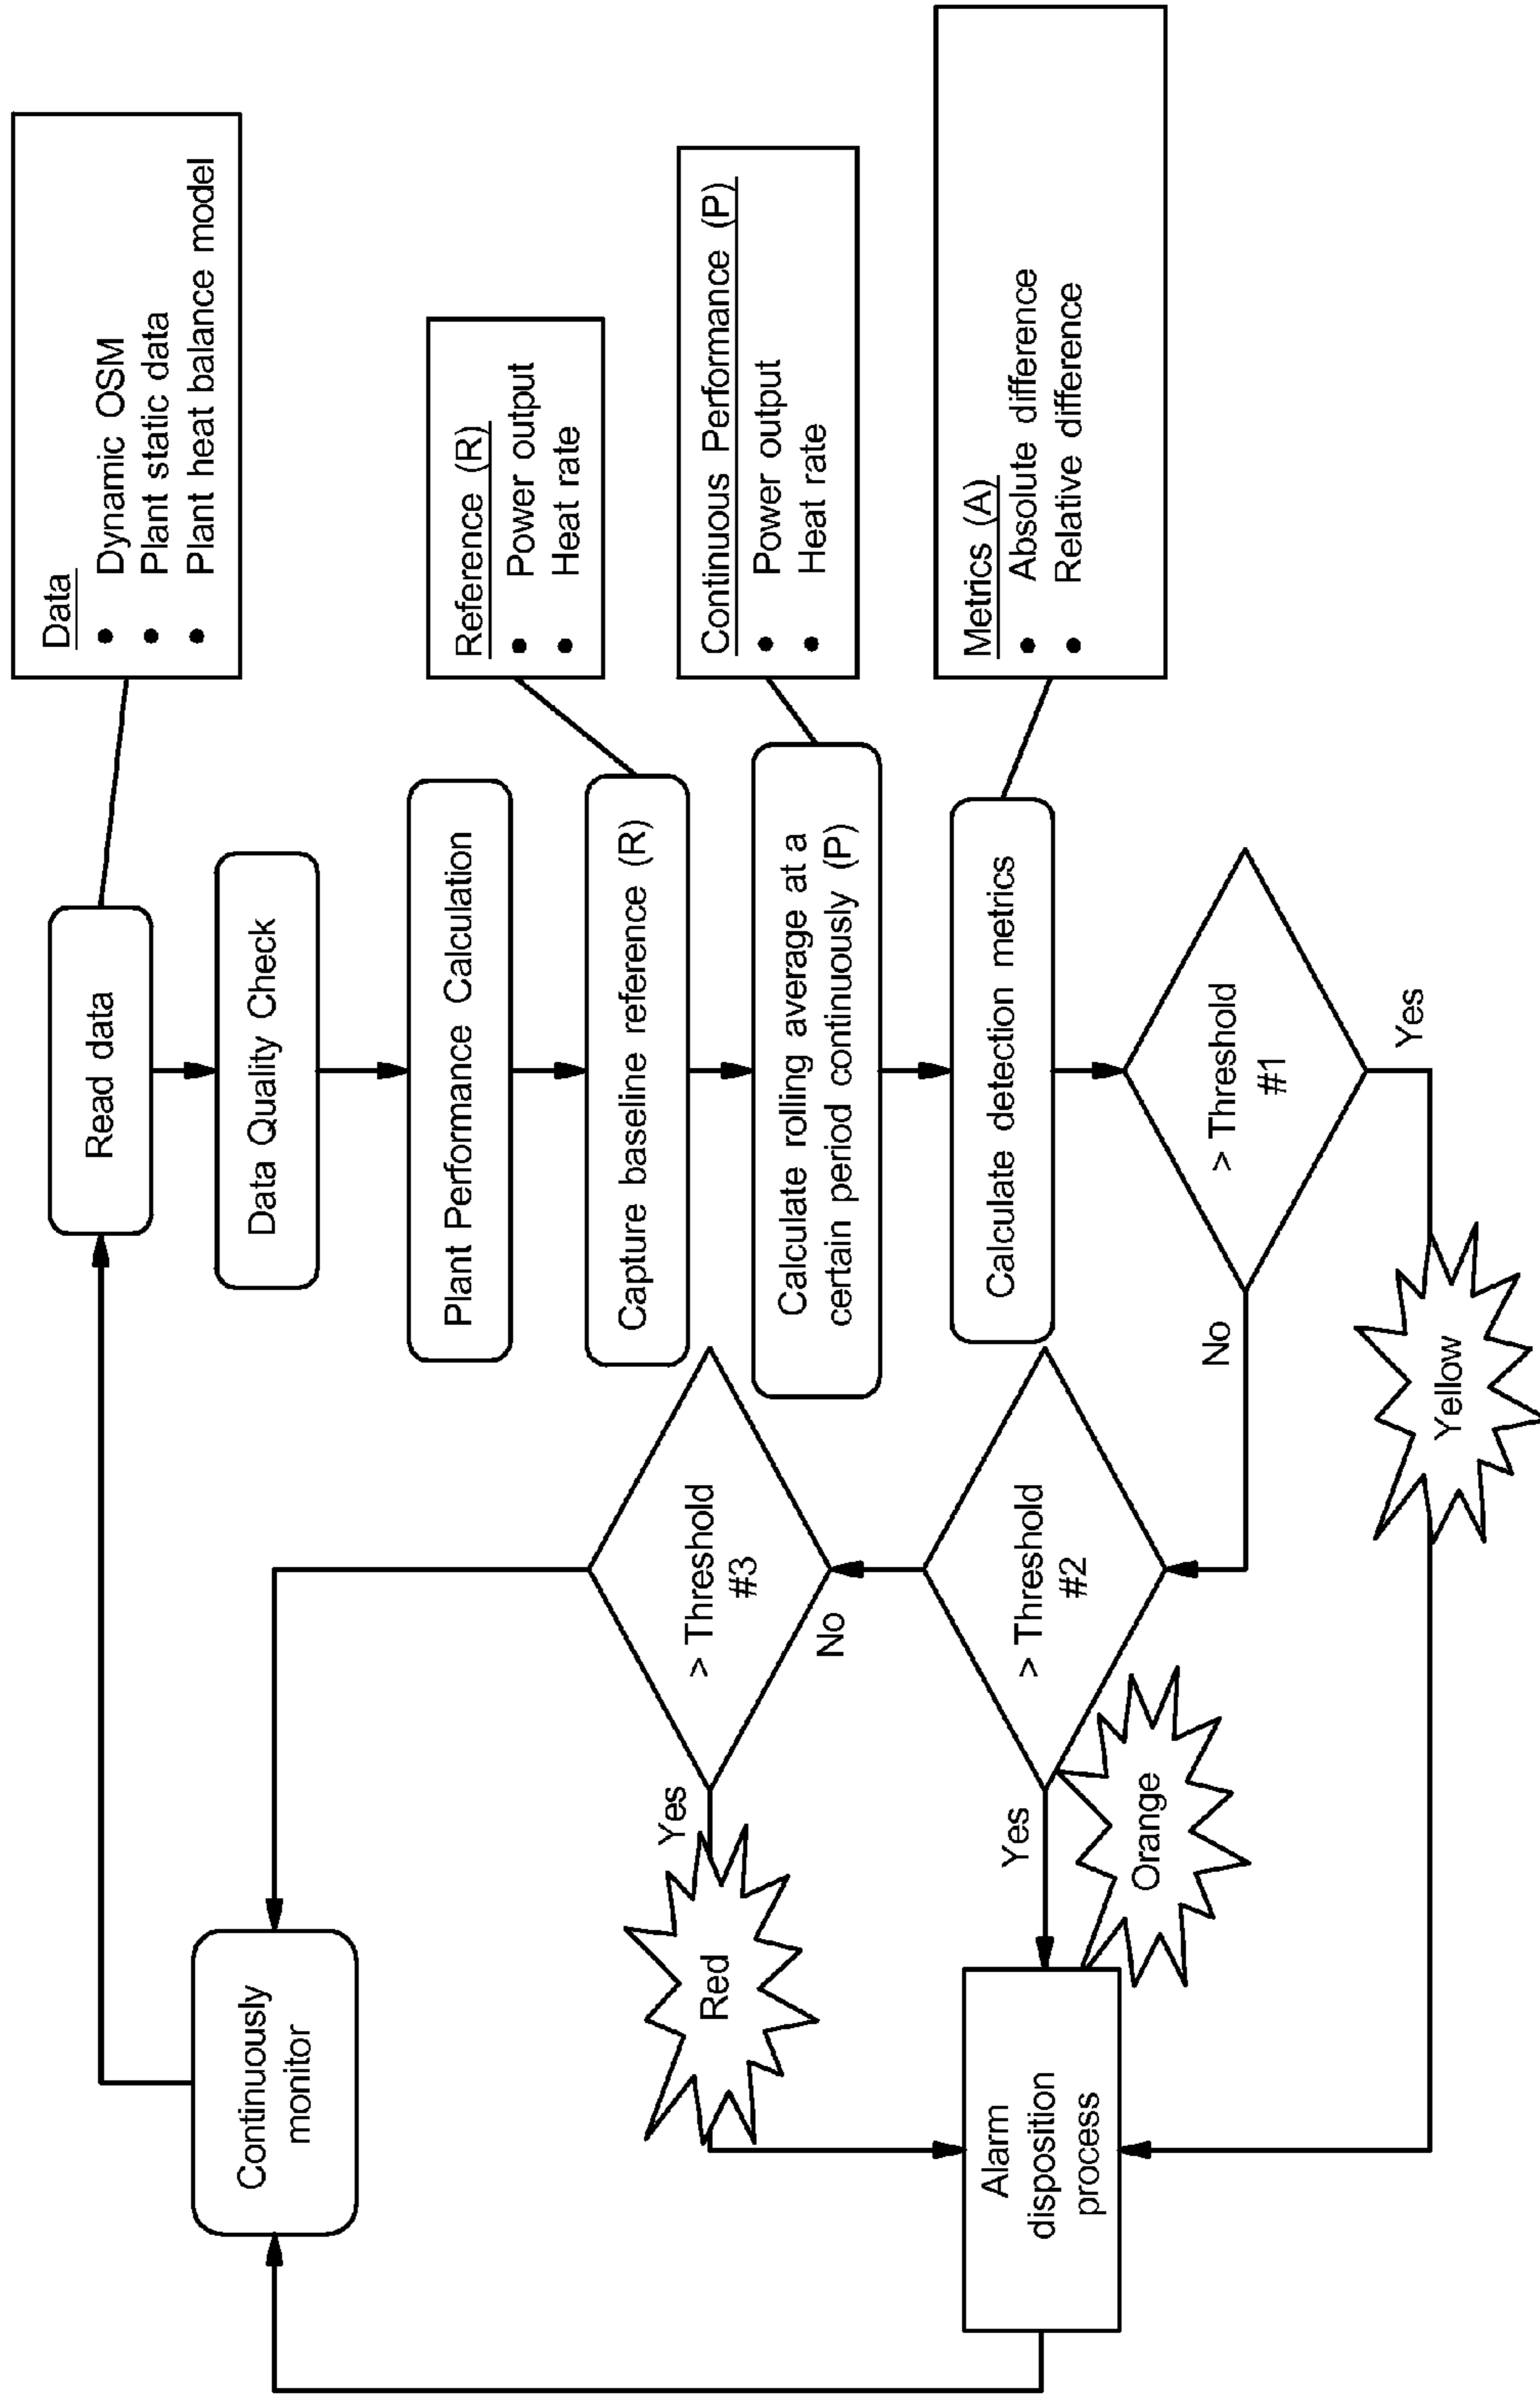 Read data
Data
• Dynamic OSM
• Plant static data
• Plant heat balance model
Data Quality Check
Plant Performance Calculation
Capture baseline reference (R)
Reference (R)
• Power output
• Heat rate
Calculate rolling average at a
certain period continuously (P)
Continuous Performance (P)
• Power output
• Heat rate
Calculate detection metrics
Metrics (A)
• Absolute difference
• Relative difference
> Threshold
#1
Yes
No
Yellow
> Threshold
#2
Yes
No
Orange
> Threshold
#3
Yes
Red
Alarm
disposition
process
Continuously
monitor